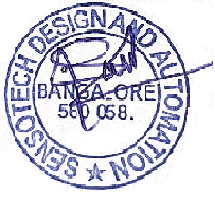 SENSOTECH DESIGN AND AUTOMATION ★
BANGALORE
560 058.